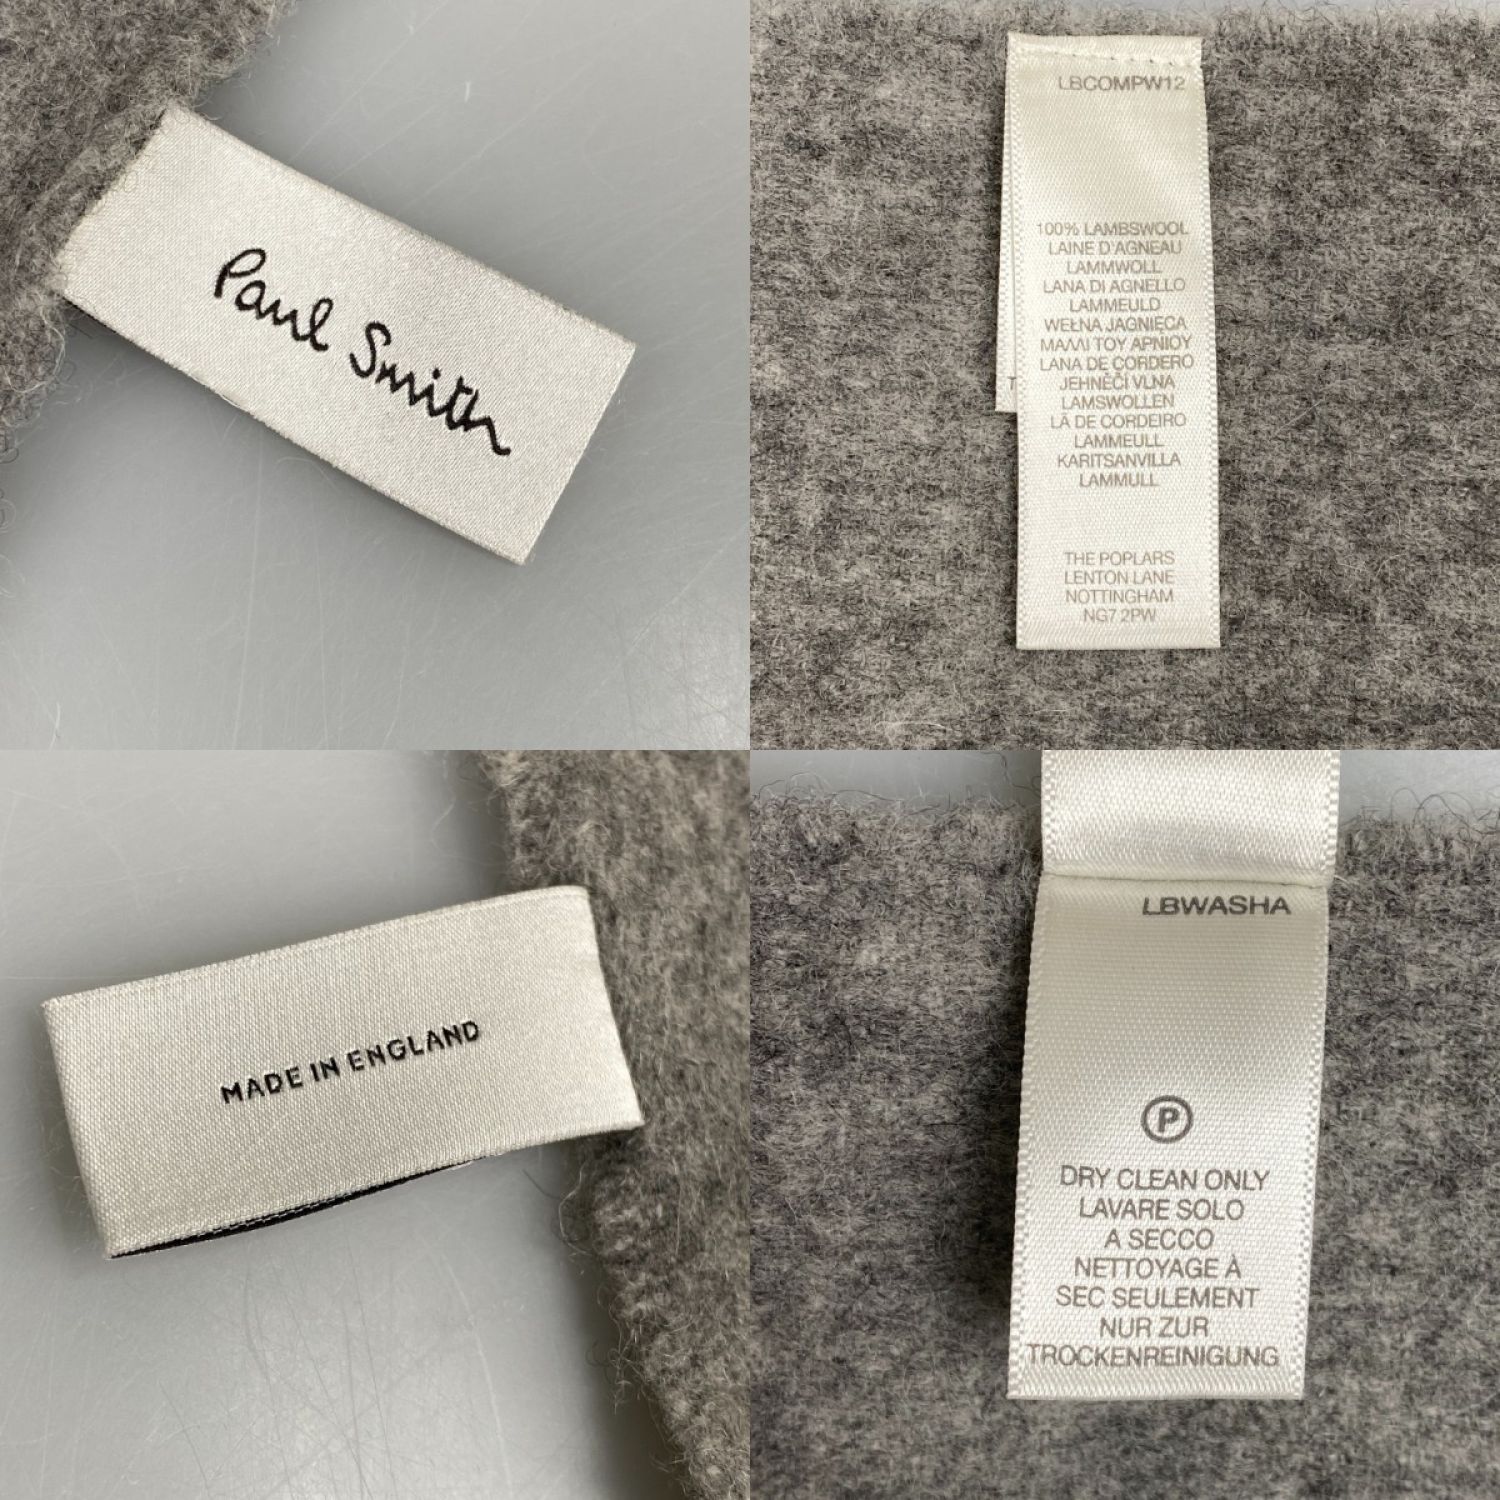 Paul Smith
LBCOMPW12
100% LAMBSWOOL
LAINE D'AGNEAU
LAMMWOLL
LANA DI AGNELLO
LAMMEULD
WEŁNA JAGNIĘCA
ΜΑΛΛΙ ΤΟΥ ΑΡΝΙΟΥ
LANA DE CORDERO
JEHNĚČÍ VLNA
LAMSWOLLEN
LÃ DE CORDEIRO
LAMMEULL
KARITSANVILLA
LAMMULL
THE POPLARS
LENTON LANE
NOTTINGHAM
NG7 2PW
MADE IN ENGLAND
LBWASHA
P
DRY CLEAN ONLY
LAVARE SOLO
A SECCO
NETTOYAGE À
SEC SEULEMENT
NUR ZUR
TROCKENREINIGUNG